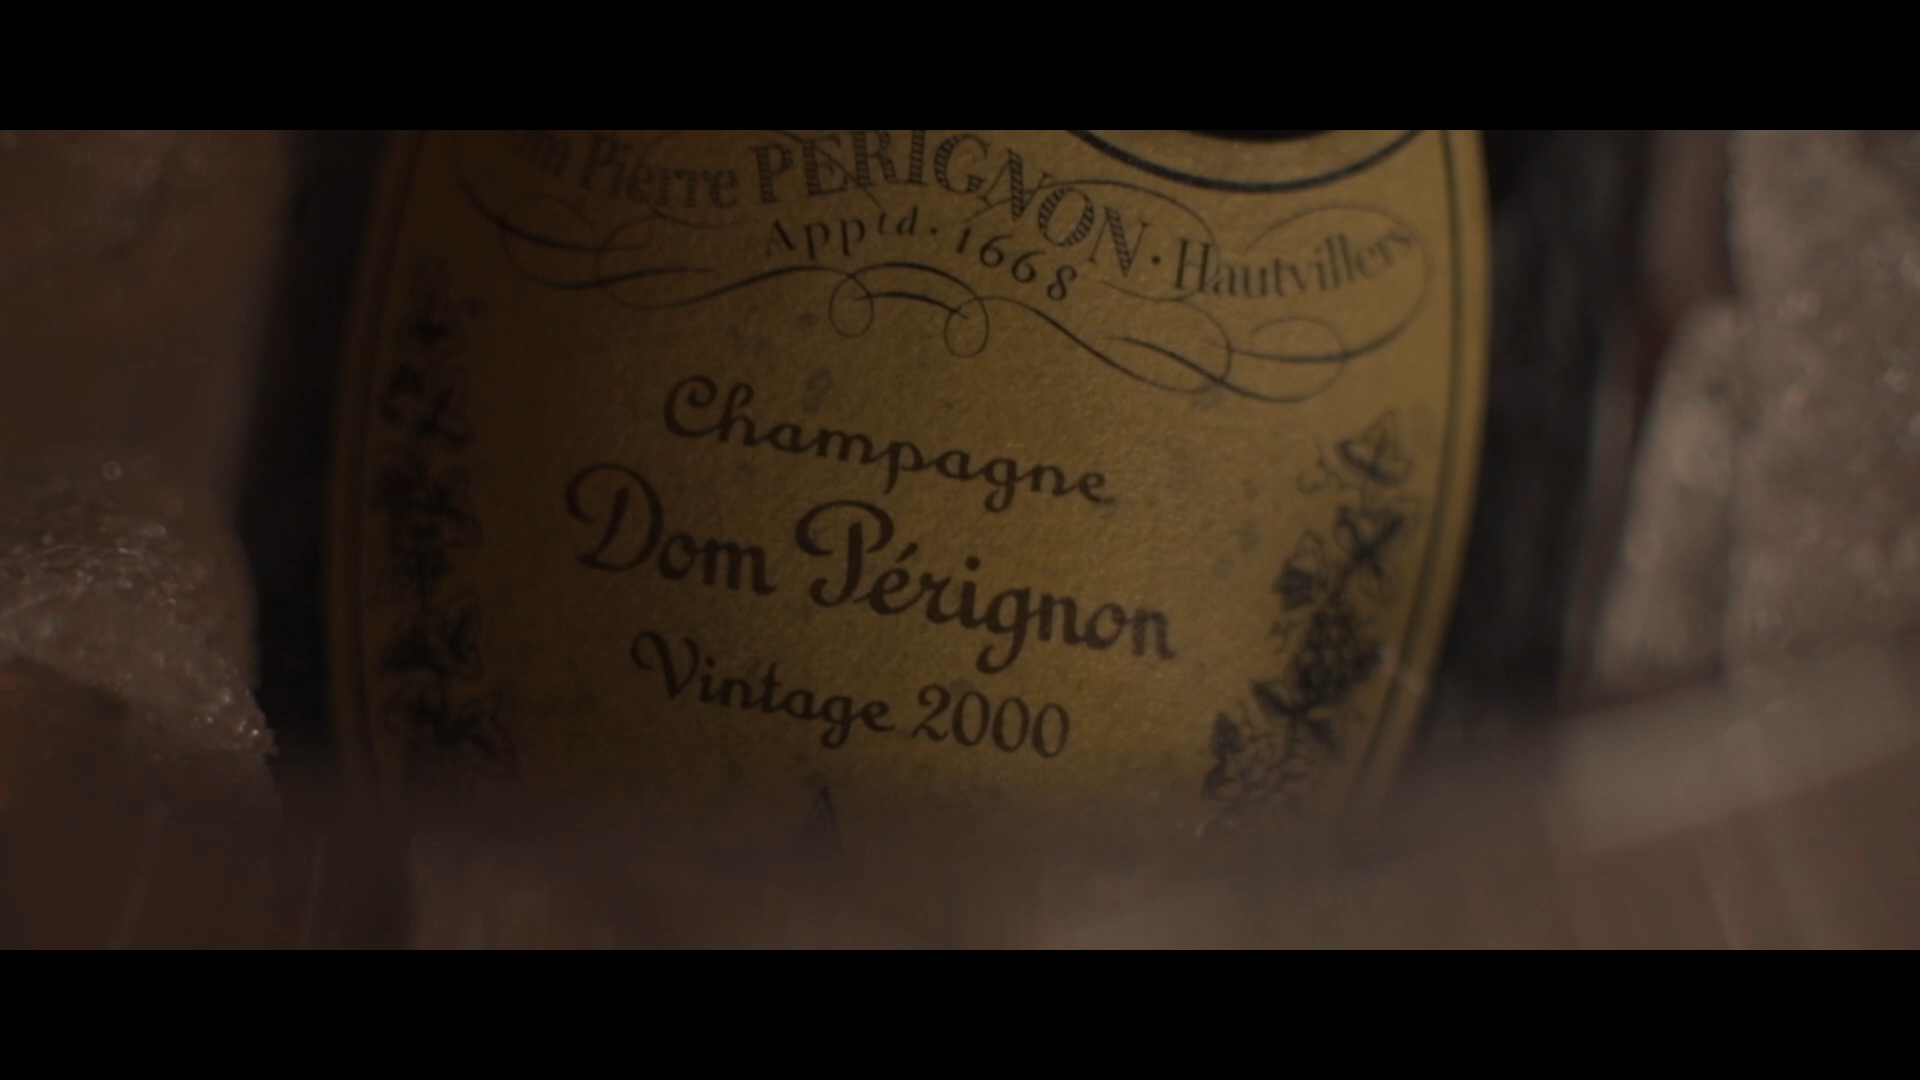 Pierre PERIGNON · Hautvillers
Apptd. 1668
Champagne
Dom Pérignon
Vintage 2000